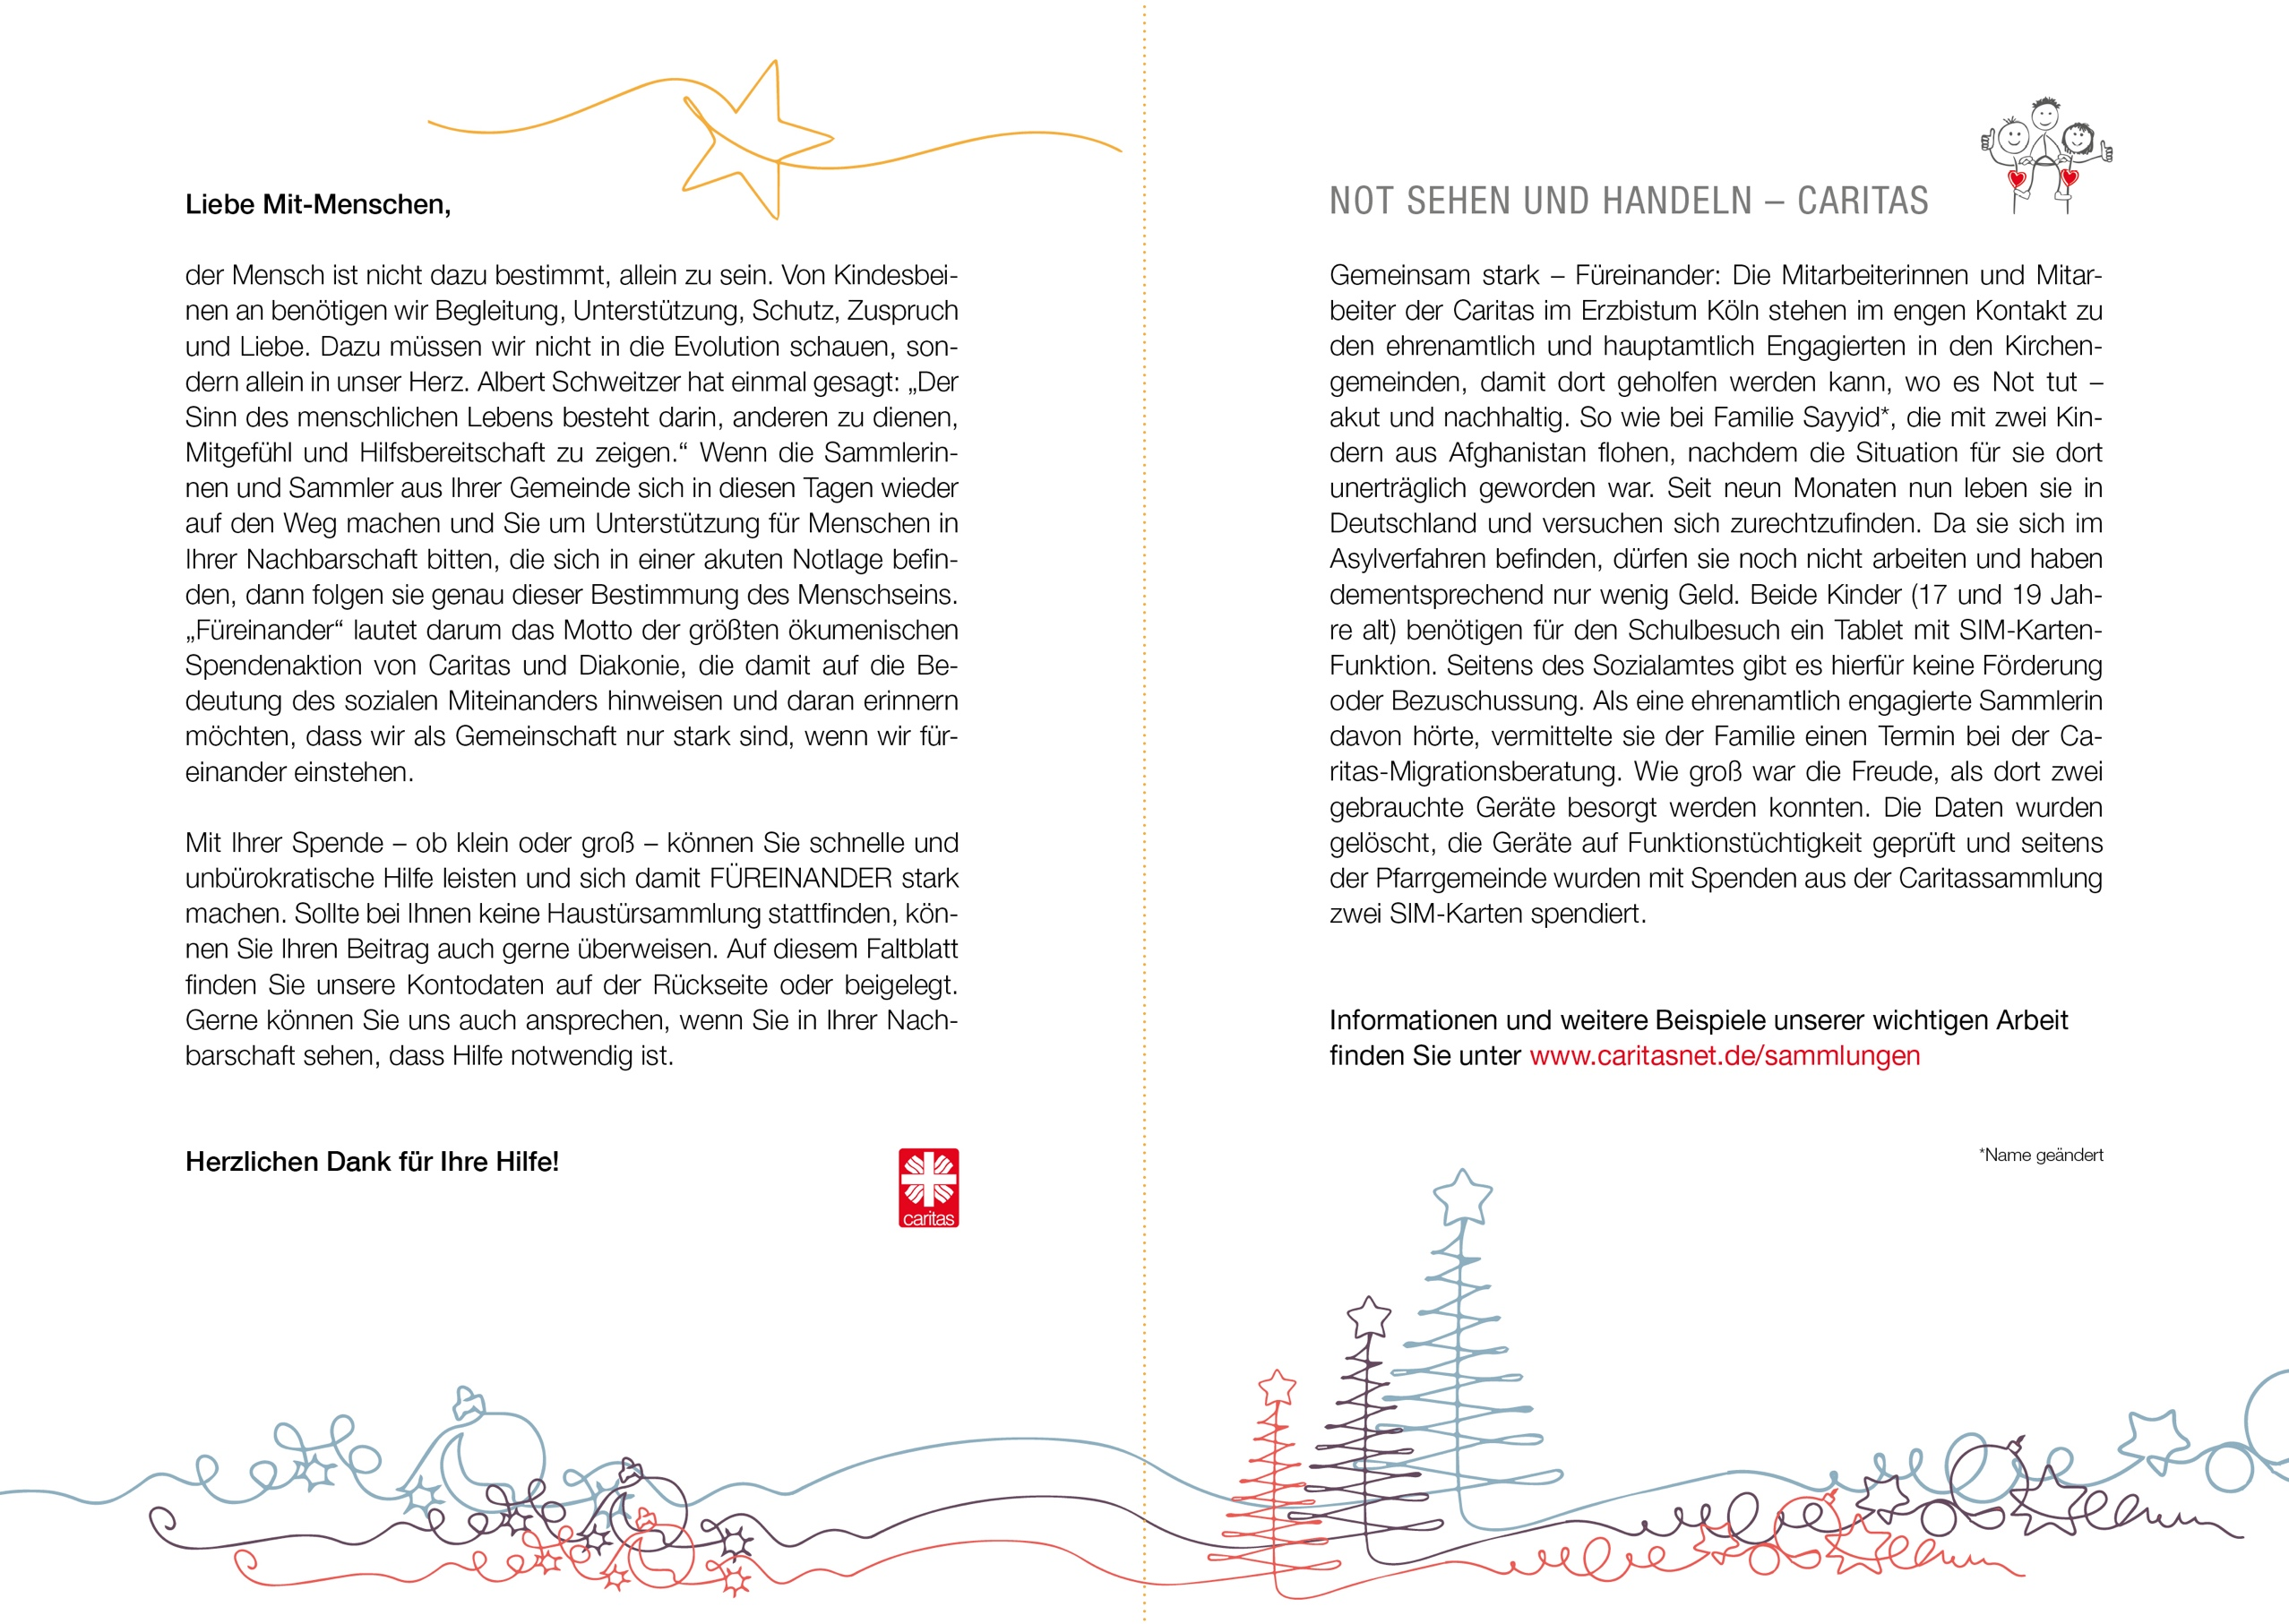 Liebe Mit-Menschen,
der Mensch ist nicht dazu bestimmt, allein zu sein. Von Kindesbei-
nen an benötigen wir Begleitung, Unterstützung, Schutz, Zuspruch
und Liebe. Dazu müssen wir nicht in die Evolution schauen, son-
dern allein in unser Herz. Albert Schweitzer hat einmal gesagt: „Der
Sinn des menschlichen Lebens besteht darin, anderen zu dienen,
Mitgefühl und Hilfsbereitschaft zu zeigen.“ Wenn die Sammlerin-
nen und Sammler aus Ihrer Gemeinde sich in diesen Tagen wieder
auf den Weg machen und Sie um Unterstützung für Menschen in
Ihrer Nachbarschaft bitten, die sich in einer akuten Notlage befin-
den, dann folgen sie genau dieser Bestimmung des Menschseins.
„Füreinander“ lautet darum das Motto der größten ökumenischen
Spendenaktion von Caritas und Diakonie, die damit auf die Be-
deutung des sozialen Miteinanders hinweisen und daran erinnern
möchten, dass wir als Gemeinschaft nur stark sind, wenn wir für-
einander einstehen.
Mit Ihrer Spende – ob klein oder groß – können Sie schnelle und
unbürokratische Hilfe leisten und sich damit FÜREINANDER stark
machen. Sollte bei Ihnen keine Haustürsammlung stattfinden, kön-
nen Sie Ihren Beitrag auch gerne überweisen. Auf diesem Faltblatt
finden Sie unsere Kontodaten auf der Rückseite oder beigelegt.
Gerne können Sie uns auch ansprechen, wenn Sie in Ihrer Nach-
barschaft sehen, dass Hilfe notwendig ist.
Herzlichen Dank für Ihre Hilfe!
caritas
NOT SEHEN UND HANDELN – CARITAS
Gemeinsam stark – Füreinander: Die Mitarbeiterinnen und Mitar-
beiter der Caritas im Erzbistum Köln stehen im engen Kontakt zu
den ehrenamtlich und hauptamtlich Engagierten in den Kirchen-
gemeinden, damit dort geholfen werden kann, wo es Not tut –
akut und nachhaltig. So wie bei Familie Sayyid*, die mit zwei Kin-
dern aus Afghanistan flohen, nachdem die Situation für sie dort
unerträglich geworden war. Seit neun Monaten nun leben sie in
Deutschland und versuchen sich zurechtzufinden. Da sie sich im
Asylverfahren befinden, dürfen sie noch nicht arbeiten und haben
dementsprechend nur wenig Geld. Beide Kinder (17 und 19 Jah-
re alt) benötigen für den Schulbesuch ein Tablet mit SIM-Karten-
Funktion. Seitens des Sozialamtes gibt es hierfür keine Förderung
oder Bezuschussung. Als eine ehrenamtlich engagierte Sammlerin
davon hörte, vermittelte sie der Familie einen Termin bei der Ca-
ritas-Migrationsberatung. Wie groß war die Freude, als dort zwei
gebrauchte Geräte besorgt werden konnten. Die Daten wurden
gelöscht, die Geräte auf Funktionstüchtigkeit geprüft und seitens
der Pfarrgemeinde wurden mit Spenden aus der Caritassammlung
zwei SIM-Karten spendiert.
Informationen und weitere Beispiele unserer wichtigen Arbeit
finden Sie unter www.caritasnet.de/sammlungen
*Name geändert